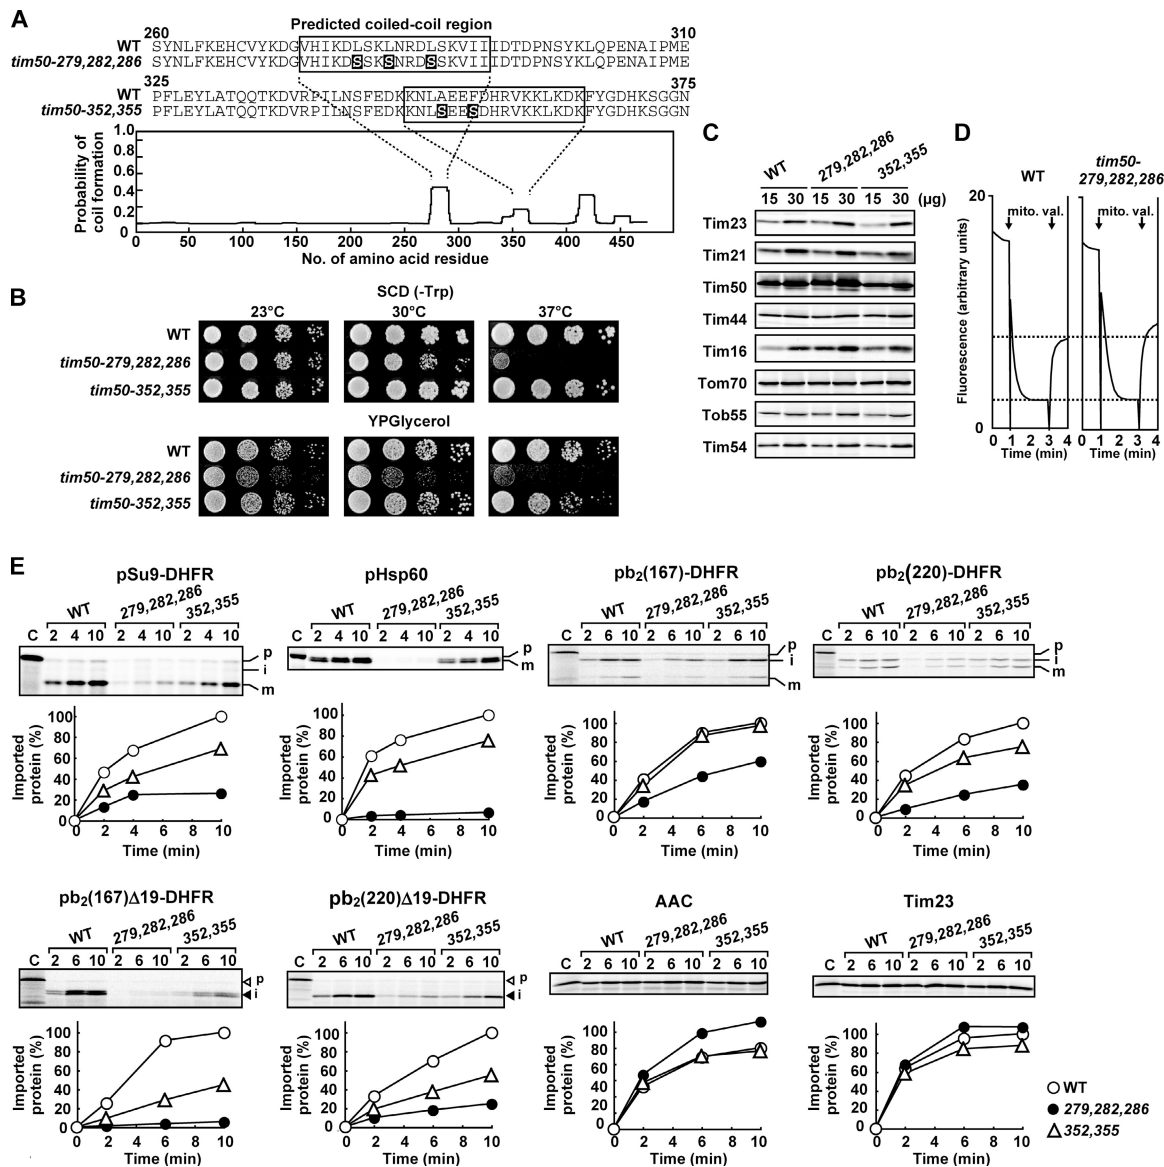 A
Predicted coiled-coil region
260 310
WT SYNLFKEHCVYKDGVHIKDLSKLNRDLSKVIIIDTDPNSYKLQPENAIPME
tim50-279,282,286 SYNLFKEHCVYKDGVHIKDSSKSNRDSSKVIIIDTDPNSYKLQPENAIPME
325 375
WT PFLEYLATQQTKDVRPILNSFEDKKNLAEEFDHRVKKLKDKFYGDHKSGGN
tim50-352,355 PFLEYLATQQTKDVRPILNSFEDKKNLSEESDHRVKKLKDKFYGDHKSGGN
Probability of coil formation
1.0
0.8
0.6
0.4
0.2
0
0 50 100 150 200 250 300 350 400 450
No. of amino acid residue
B
SCD (-Trp)
23°C 30°C 37°C
WT
tim50-279,282,286
tim50-352,355
YPGlycerol
WT
tim50-279,282,286
tim50-352,355
C
WT 279,282,286 352,355
15 30 15 30 15 30 (µg)
Tim23
Tim21
Tim50
Tim44
Tim16
Tom70
Tob55
Tim54
D
WT tim50-279,282,286
Fluorescence (arbitrary units)
20
0
mito. val. mito. val.
0 1 3 4 0 1 3 4
Time (min) Time (min)
E
pSu9-DHFR
WT 279,282,286 352,355
C 2 4 10 2 4 10 2 4 10
p
i
m
Imported protein (%)
100
80
60
40
20
0
0 2 4 6 8 10
Time (min)
pHsp60
WT 279,282,286 352,355
C 2 4 10 2 4 10 2 4 10
p
m
Imported protein (%)
100
80
60
40
20
0
0 2 4 6 8 10
Time (min)
pb2(167)-DHFR
WT 279,282,286 352,355
C 2 6 10 2 6 10 2 6 10
p
i
m
Imported protein (%)
100
80
60
40
20
0
0 2 4 6 8 10
Time (min)
pb2(220)-DHFR
WT 279,282,286 352,355
C 2 6 10 2 6 10 2 6 10
p
i
m
Imported protein (%)
100
80
60
40
20
0
0 2 4 6 8 10
Time (min)
pb2(167)Δ19-DHFR
WT 279,282,286 352,355
C 2 6 10 2 6 10 2 6 10
p
i
Imported protein (%)
100
80
60
40
20
0
0 2 4 6 8 10
Time (min)
pb2(220)Δ19-DHFR
WT 279,282,286 352,355
C 2 6 10 2 6 10 2 6 10
p
i
Imported protein (%)
100
80
60
40
20
0
0 2 4 6 8 10
Time (min)
AAC
WT 279,282,286 352,355
C 2 6 10 2 6 10 2 6 10
Imported protein (%)
100
80
60
40
20
0
0 2 4 6 8 10
Time (min)
Tim23
WT 279,282,286 352,355
C 2 6 10 2 6 10 2 6 10
Imported protein (%)
100
80
60
40
20
0
0 2 4 6 8 10
Time (min)
WT
279,282,286
352,355